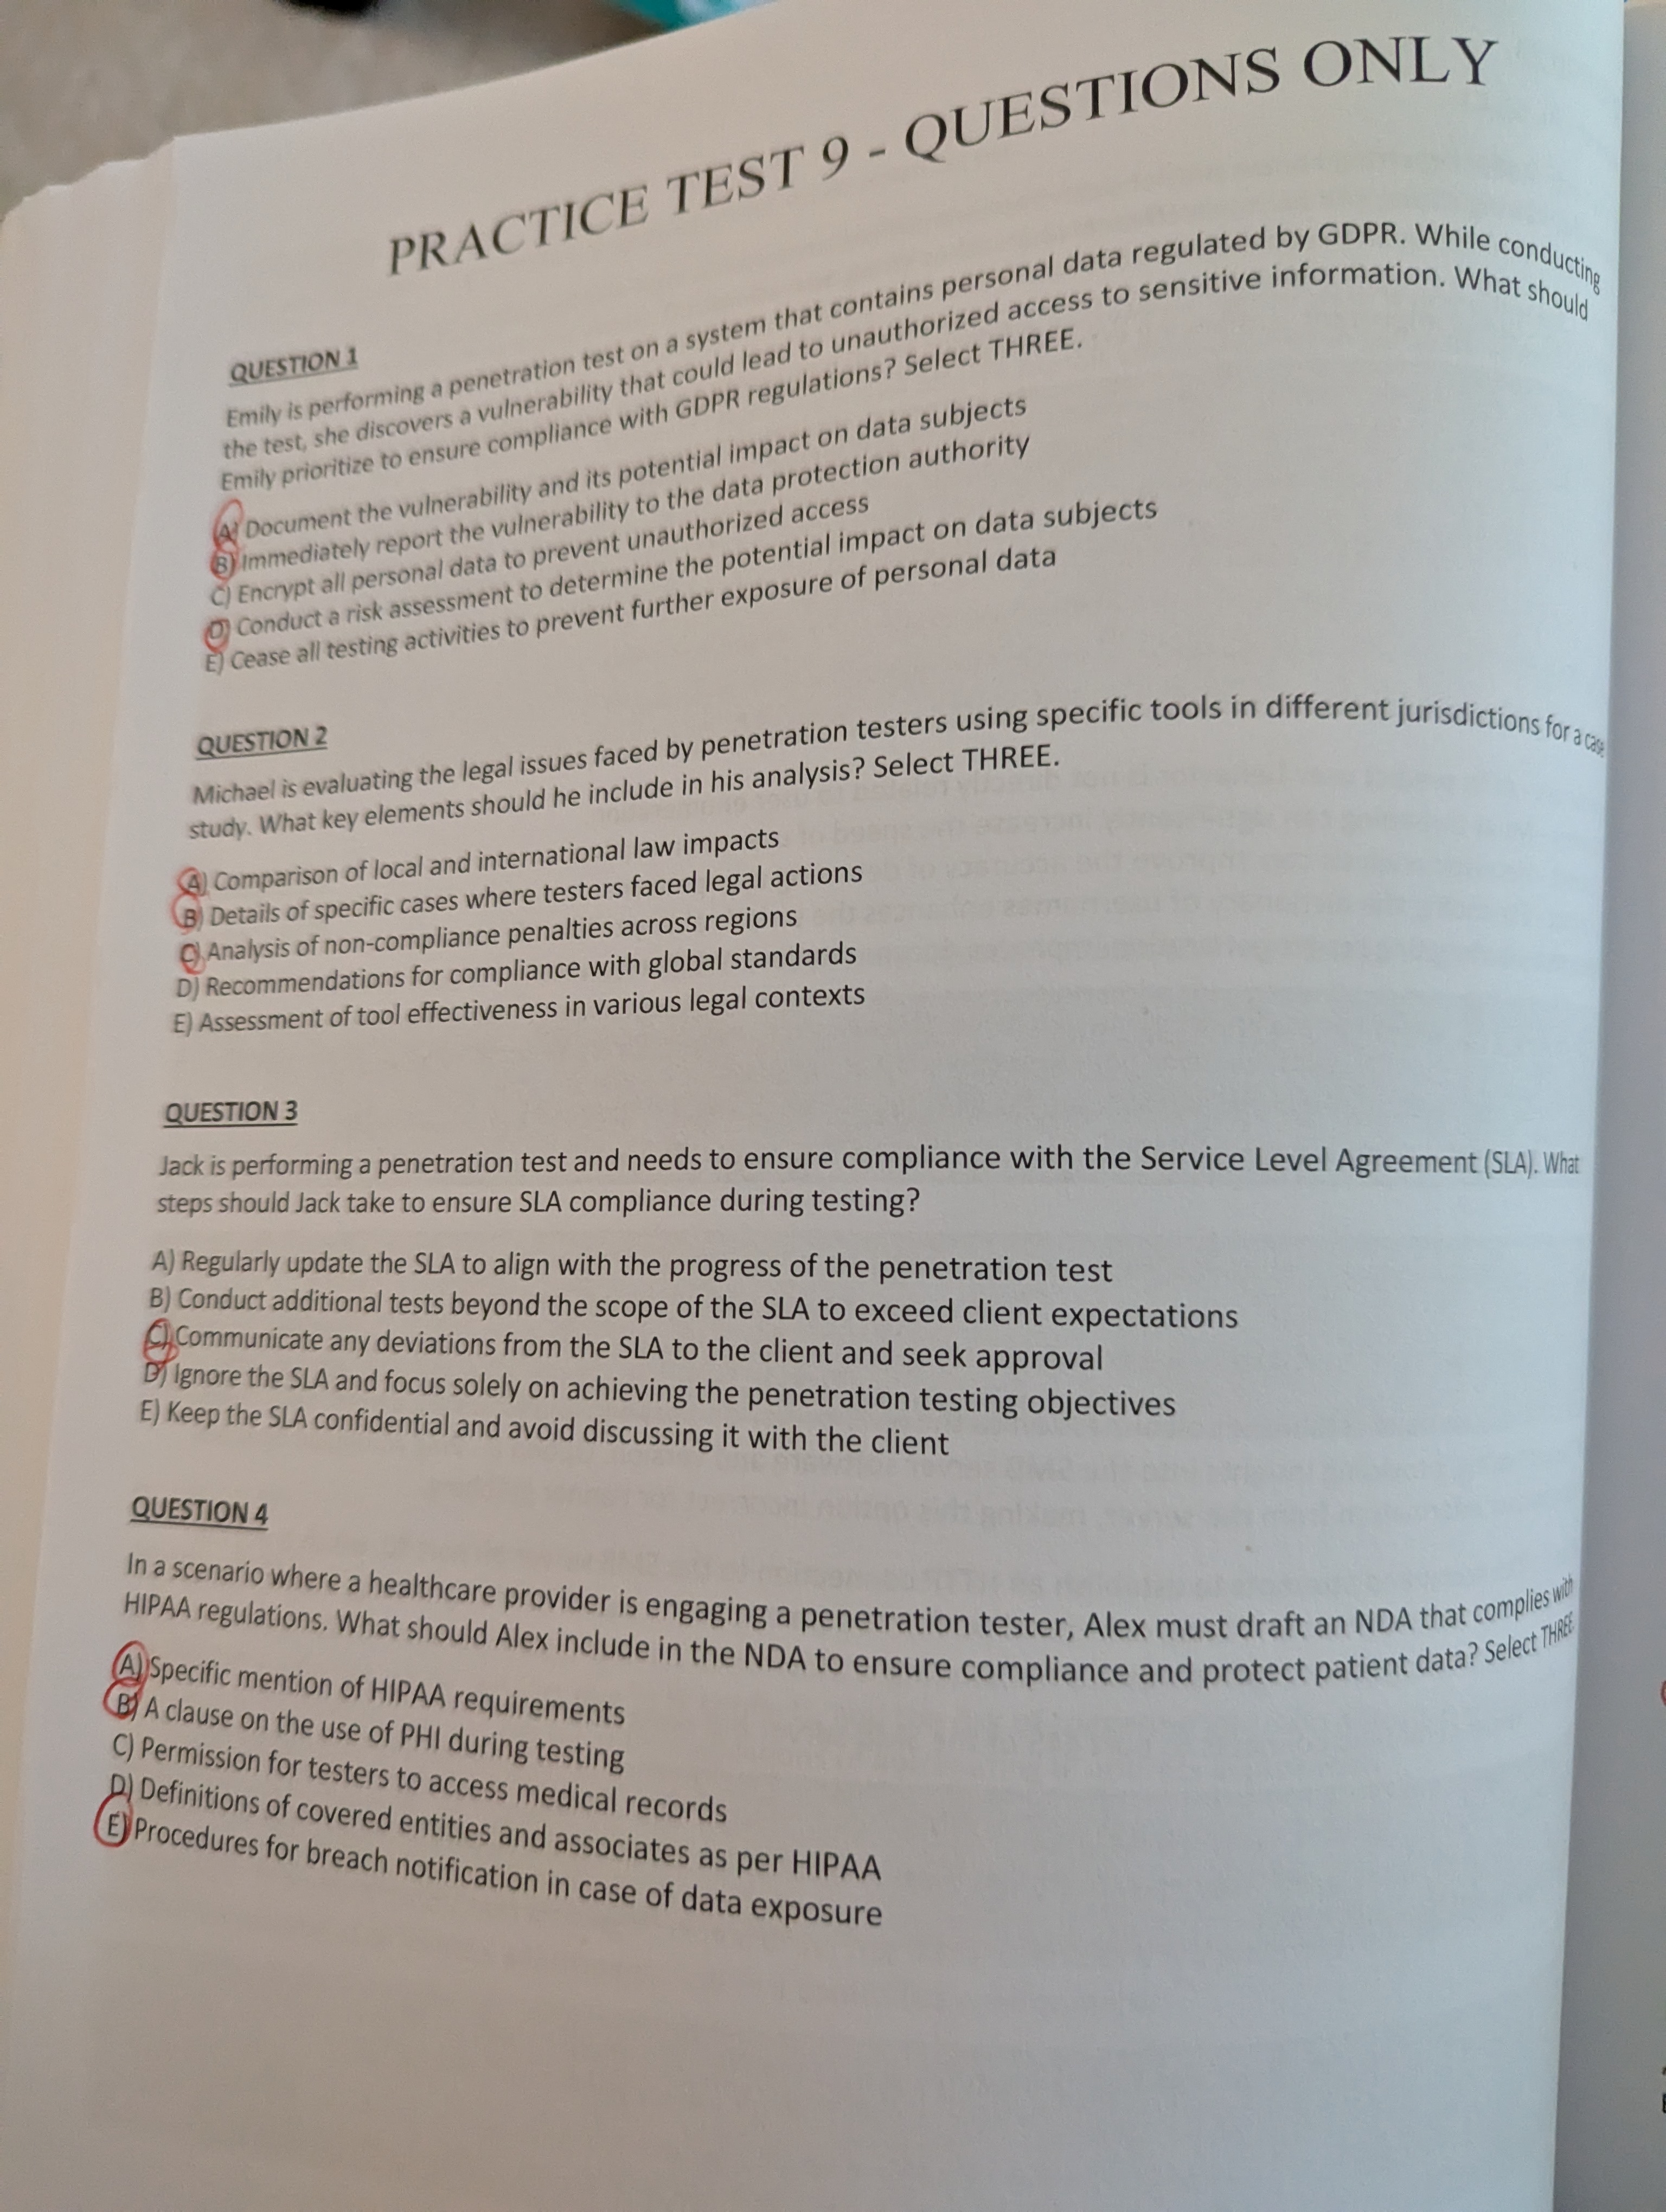 PRACTICE TEST 9 - QUESTIONS ONLY
QUESTION 1
Emily is performing a penetration test on a system that contains personal data regulated by GDPR. While conducting
the test, she discovers a vulnerability that could lead to unauthorized access to sensitive information. What should
Emily prioritize to ensure compliance with GDPR regulations? Select THREE.
A) Document the vulnerability and its potential impact on data subjects
B) Immediately report the vulnerability to the data protection authority
C) Encrypt all personal data to prevent unauthorized access
D) Conduct a risk assessment to determine the potential impact on data subjects
E) Cease all testing activities to prevent further exposure of personal data
QUESTION 2
Michael is evaluating the legal issues faced by penetration testers using specific tools in different jurisdictions for a case
study. What key elements should he include in his analysis? Select THREE.
A) Comparison of local and international law impacts
B) Details of specific cases where testers faced legal actions
C) Analysis of non-compliance penalties across regions
D) Recommendations for compliance with global standards
E) Assessment of tool effectiveness in various legal contexts
QUESTION 3
Jack is performing a penetration test and needs to ensure compliance with the Service Level Agreement (SLA). What
steps should Jack take to ensure SLA compliance during testing?
A) Regularly update the SLA to align with the progress of the penetration test
B) Conduct additional tests beyond the scope of the SLA to exceed client expectations
C) Communicate any deviations from the SLA to the client and seek approval
D) Ignore the SLA and focus solely on achieving the penetration testing objectives
E) Keep the SLA confidential and avoid discussing it with the client
QUESTION 4
In a scenario where a healthcare provider is engaging a penetration tester, Alex must draft an NDA that complies with
HIPAA regulations. What should Alex include in the NDA to ensure compliance and protect patient data? Select THREE.
A) Specific mention of HIPAA requirements
B) A clause on the use of PHI during testing
C) Permission for testers to access medical records
D) Definitions of covered entities and associates as per HIPAA
E) Procedures for breach notification in case of data exposure